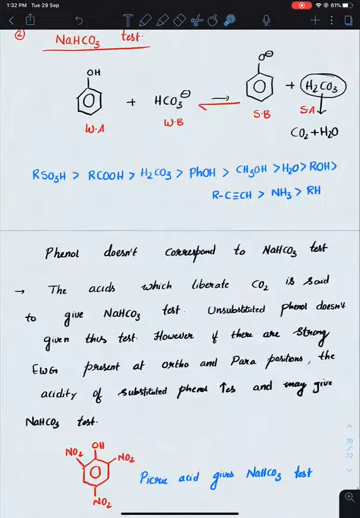 1:32 PM Tue 29 Sep
② NaHCO₃ test.
OH
+ HCO₃⊖ → O⊖ + H₂CO₃
W.A W.B S.B S.A
CO₂ + H₂O
RSO₃H > RCOOH > H₂CO₃ > PhOH > CH₃OH > H₂O > ROH >
R-C≡CH > NH₃ > RH
Phenol doesn't correspond to NaHCO₃ test
→ The acids which liberate CO₂ is said
to give NaHCO₃ test. Unsubstituted phenol doesn't
given this test. However if there are strong
EWG present at ortho and Para positions, the
acidity of substituted phenol ↑es and may give
NaHCO₃ test.
OH
NO₂ NO₂
NO₂
Picric acid gives NaHCO₃ test